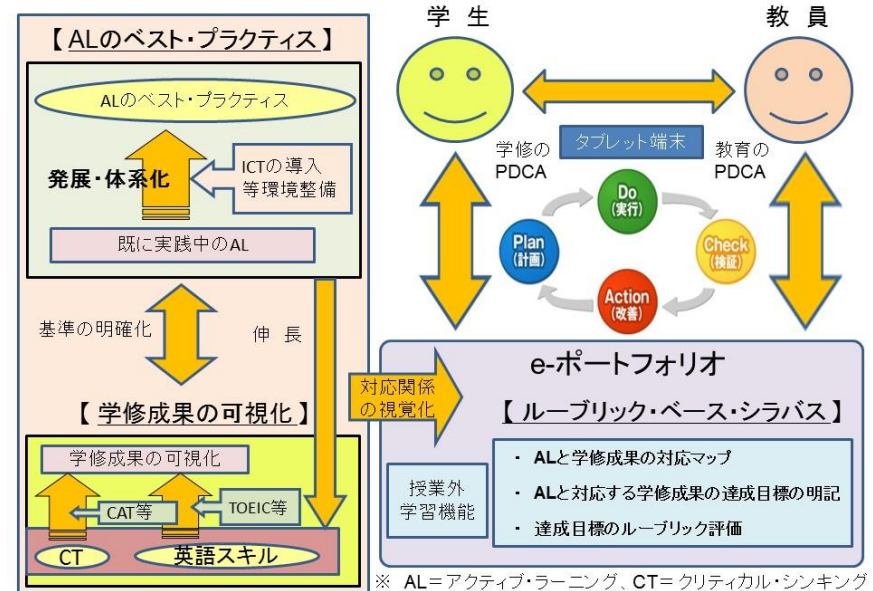 【 ALのベスト・プラクティス 】
ALのベスト・プラクティス
発展・体系化
ICTの導入
等環境整備
既に実践中のAL
基準の明確化
伸 長
【 学修成果の可視化 】
学修成果の可視化
CAT等
TOEIC等
CT
英語スキル
対応関係
の視覚化
学 生
教 員
タブレット端末
学修の
PDCA
教育の
PDCA
Do
(実行)
Plan
(計画)
Check
(検証)
Action
(改善)
e-ポートフォリオ
【 ルーブリック・ベース・シラバス 】
授業外
学習機能
・ ALと学修成果の対応マップ
・ ALと対応する学修成果の達成目標の明記
・ 達成目標のルーブリック評価
※ AL＝アクティブ・ラーニング、CT＝クリティカル・シンキング